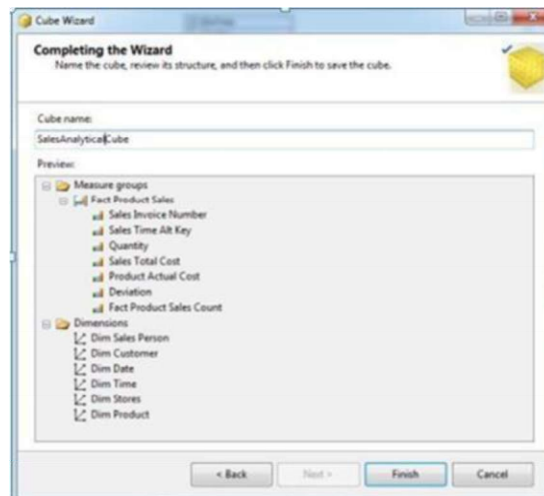 Cube Wizard
Completing the Wizard
Name the cube, review its structure, and then click Finish to save the cube.
Cube name:
SalesAnalyticalCube
Preview:
Measure groups
Fact Product Sales
Sales Invoice Number
Sales Time Alt Key
Quantity
Sales Total Cost
Product Actual Cost
Deviation
Fact Product Sales Count
Dimensions
Dim Sales Person
Dim Customer
Dim Date
Dim Time
Dim Stores
Dim Product
< Back Next > Finish Cancel